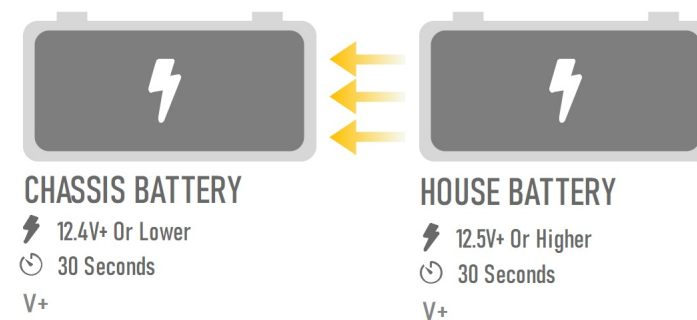 CHASSIS BATTERY
12.4V+ Or Lower
30 Seconds
V+
HOUSE BATTERY
12.5V+ Or Higher
30 Seconds
V+